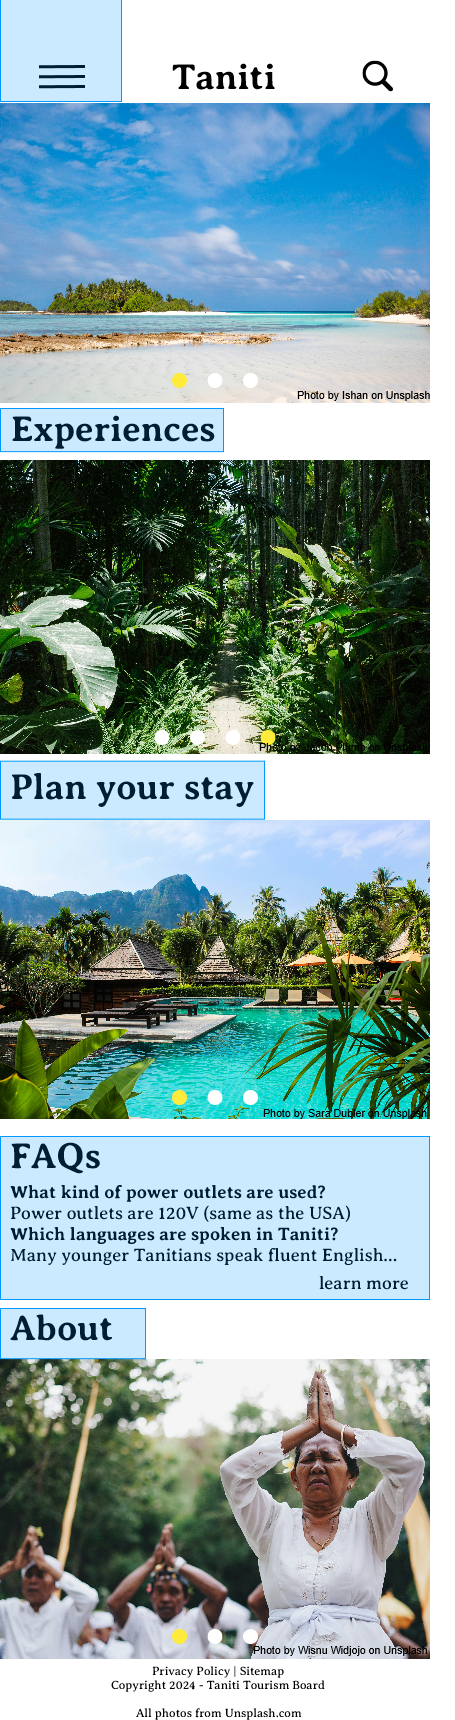 Taniti
Photo by Ishan on Unsplash
Experiences
Plan your stay
Photo by Sara Dubler on Unsplash
FAQs
What kind of power outlets are used?
Power outlets are 120V (same as the USA)
Which languages are spoken in Taniti?
Many younger Tanitians speak fluent English...
learn more
About
Photo by Wisnu Widjojo on Unsplash
Privacy Policy | Sitemap
Copyright 2024 - Taniti Tourism Board
All photos from Unsplash.com